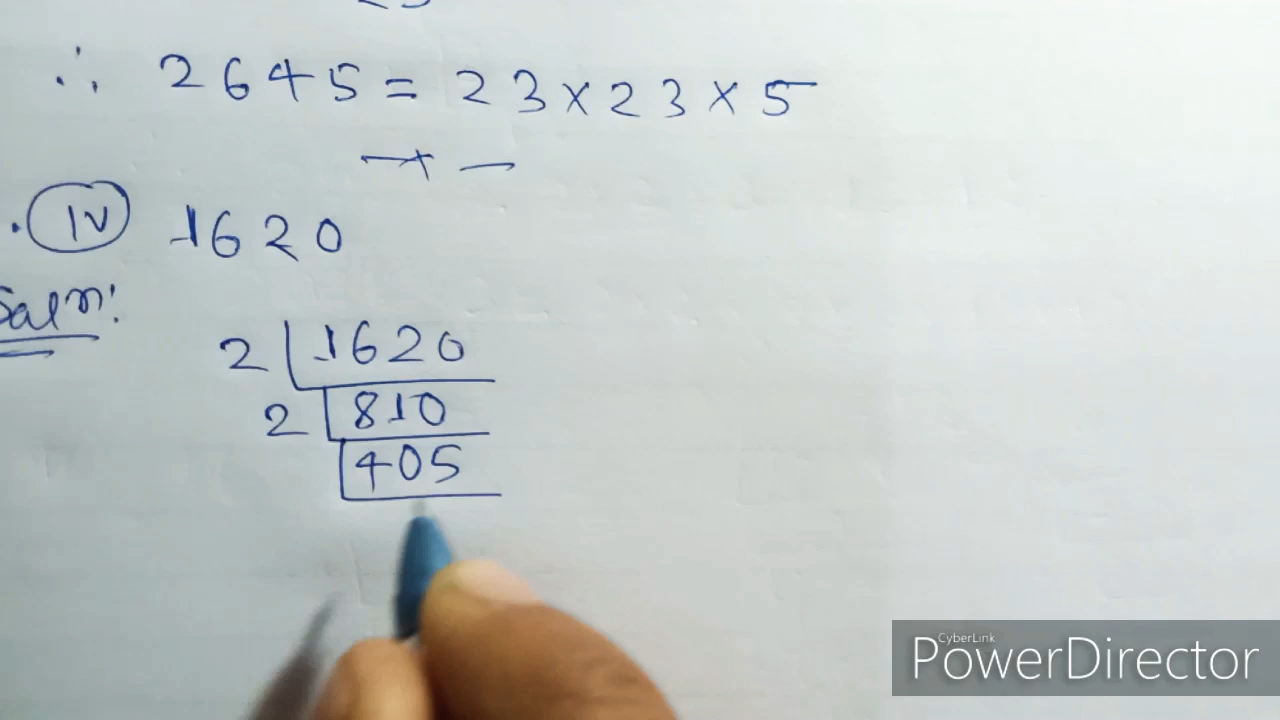 ∴ 2645 = 23×23×5
IV 1620
Soln:
2 1620
2 810
405
CyberLink
PowerDirector